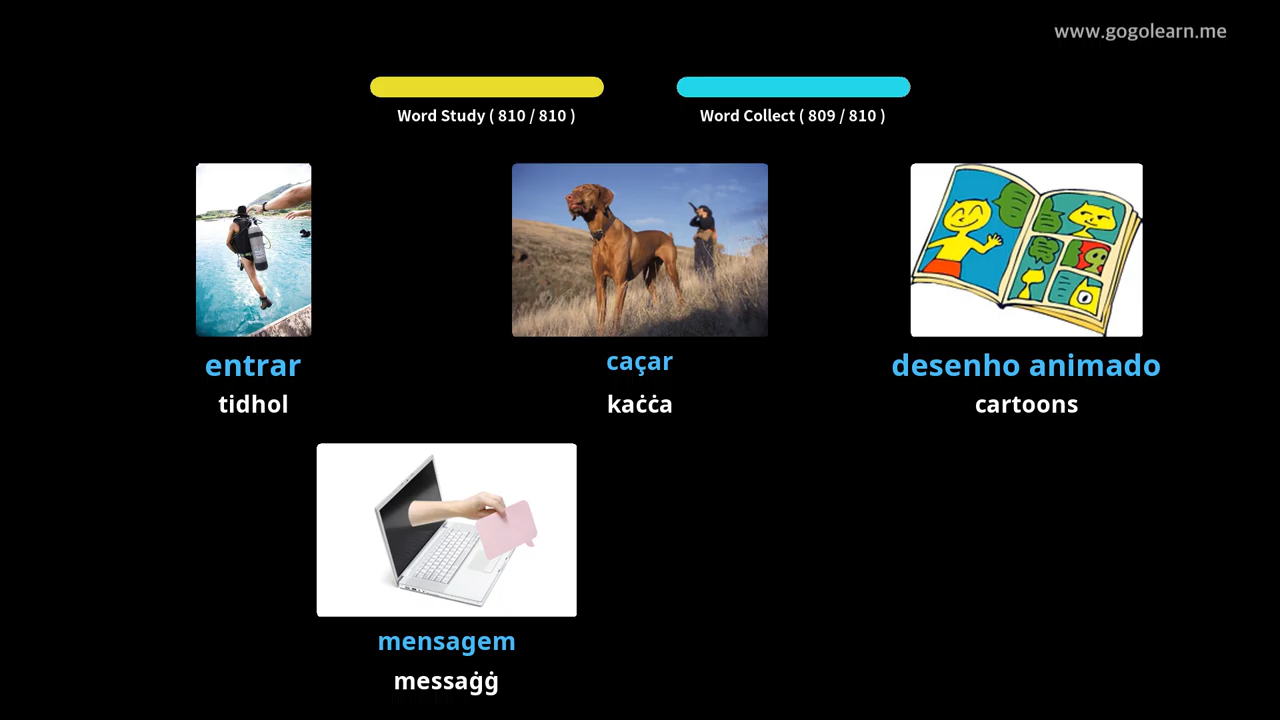 www.gogolearn.me
Word Study ( 810 / 810 )
Word Collect ( 809 / 810 )
entrar
tidhol
caçar
kaċċa
desenho animado
cartoons
mensagem
messaġġ